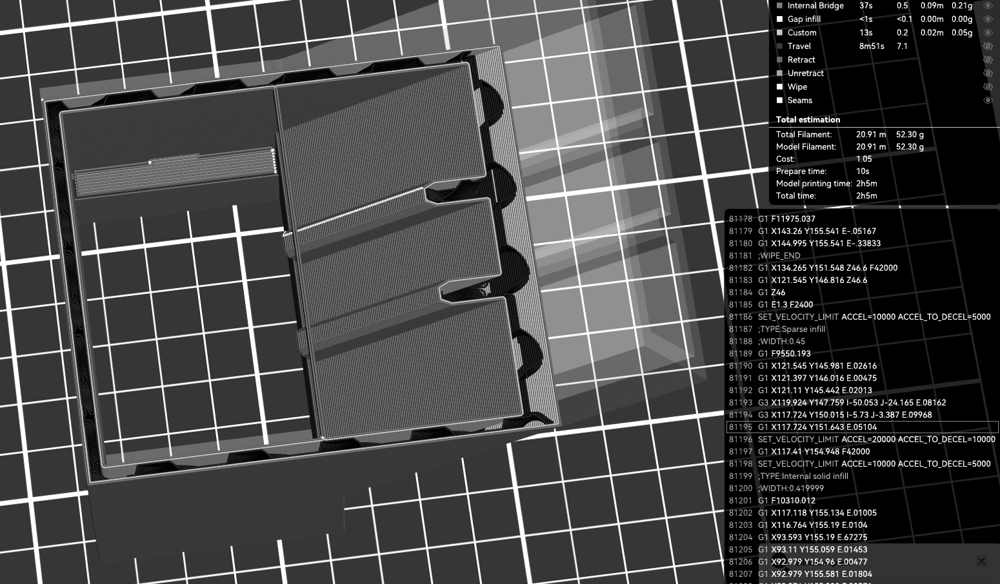 Internal Bridge 37s 0.5 0.09m 0.21g
Gap infill <1s <0.1 0.00m 0.00g
Custom 13s 0.2 0.02m 0.05g
Travel 8m51s 7.1
Retract
Unretract
Wipe
Seams
Total estimation
Total Filament: 20.91 m 52.30 g
Model Filament: 20.91 m 52.30 g
Cost: 1.05
Prepare time: 10s
Model printing time: 2h5m
Total time: 2h5m
81178 G1 F11975.037
81179 G1 X143.26 Y155.541 E-.05167
81180 G1 X144.995 Y155.541 E-.33833
81181 ;WIPE_END
81182 G1 X134.265 Y151.548 Z46.6 F42000
81183 G1 X121.545 Y146.816 Z46.6
81184 G1 Z46
81185 G1 E1.3 F2400
81186 SET_VELOCITY_LIMIT ACCEL=10000 ACCEL_TO_DECEL=5000
81187 ;TYPE:Sparse infill
81188 ;WIDTH:0.45
81189 G1 F9550.193
81190 G1 X121.545 Y145.981 E.02616
81191 G1 X121.397 Y146.016 E.00475
81192 G1 X121.11 Y145.442 E.02013
81193 G3 X119.924 Y147.759 I-50.053 J-24.165 E.08162
81194 G3 X117.724 Y150.015 I-5.73 J-3.387 E.09968
81195 G1 X117.724 Y151.643 E.05104
81196 SET_VELOCITY_LIMIT ACCEL=20000 ACCEL_TO_DECEL=10000
81197 G1 X117.41 Y154.948 F42000
81198 SET_VELOCITY_LIMIT ACCEL=10000 ACCEL_TO_DECEL=5000
81199 ;TYPE:Internal solid infill
81200 ;WIDTH:0.419999
81201 G1 F10310.012
81202 G1 X117.118 Y155.134 E.01005
81203 G1 X116.764 Y155.19 E.0104
81204 G1 X93.593 Y155.19 E.67275
81205 G1 X93.11 Y155.059 E.01453
81206 G1 X92.979 Y154.96 E.00477
81207 G1 X92.979 Y155.581 E.01804